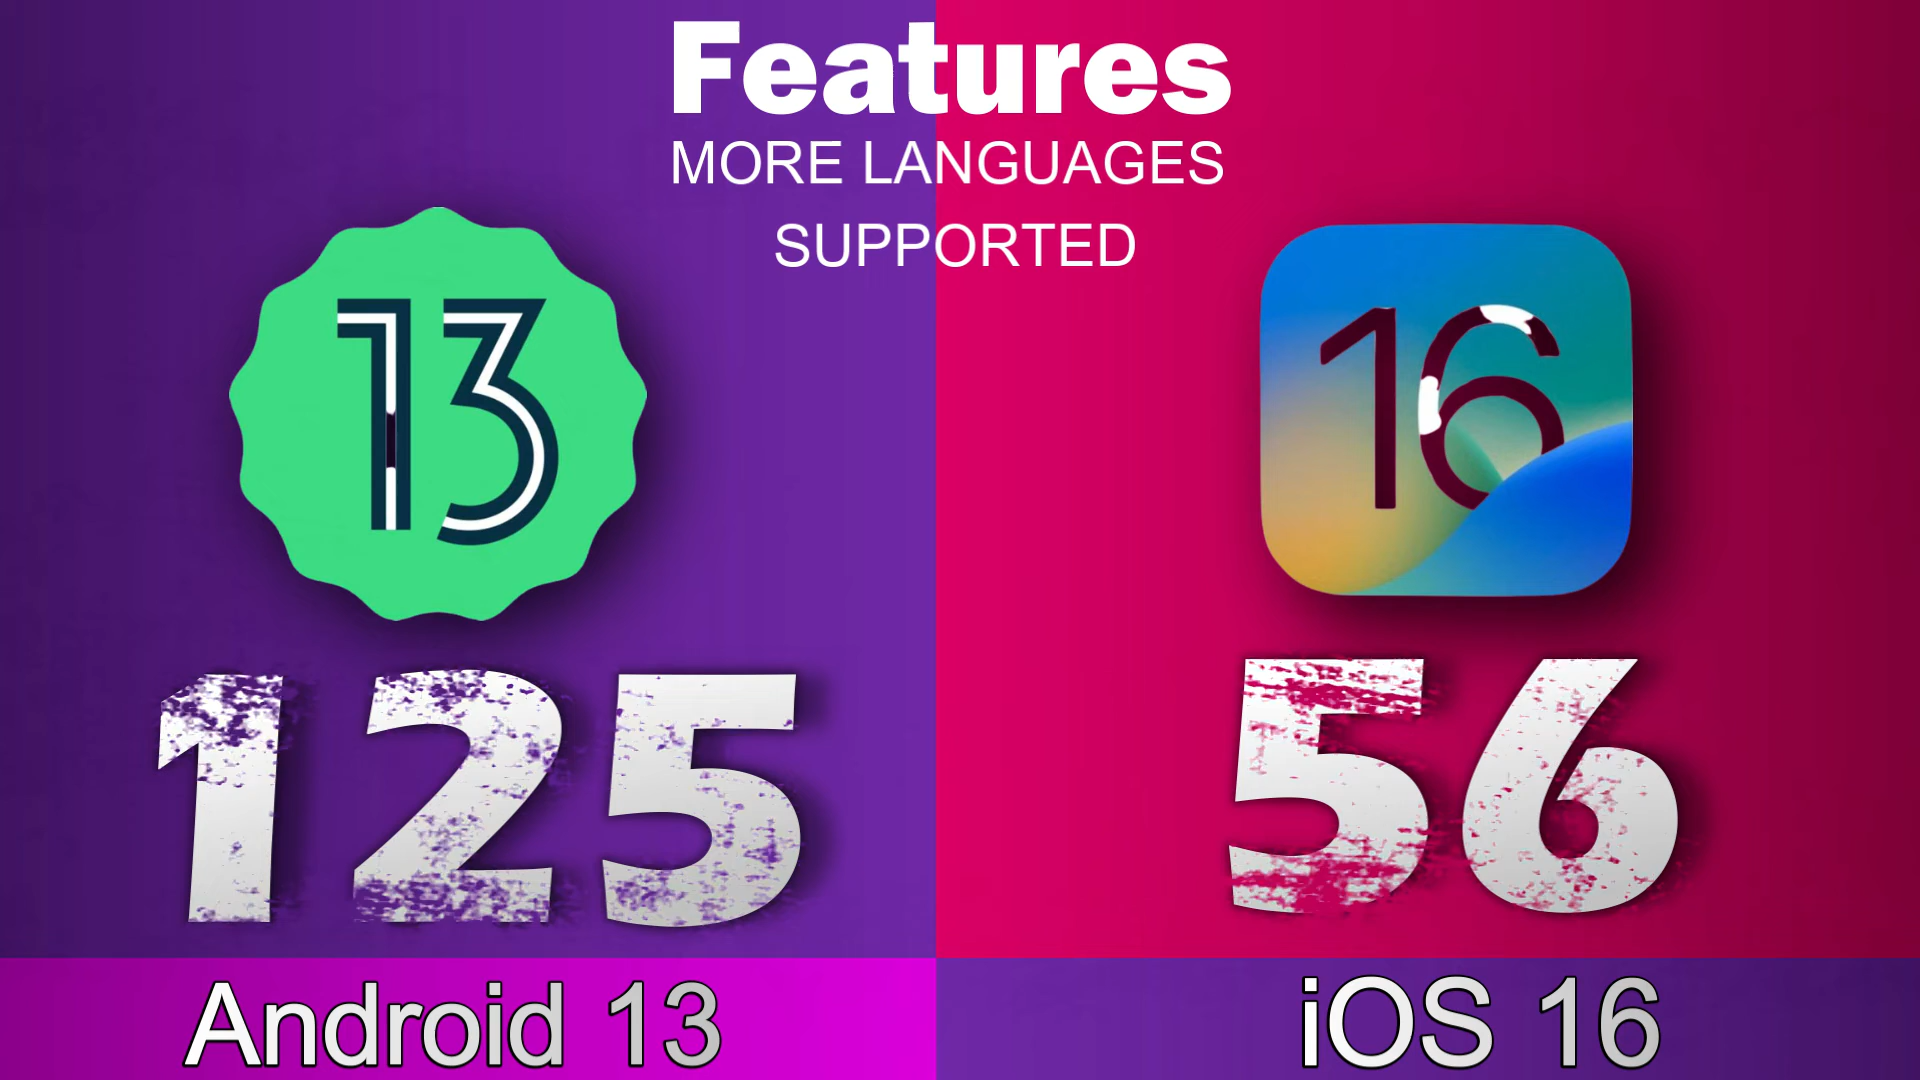 Features
MORE LANGUAGES
SUPPORTED
13
16
125
56
Android 13
iOS 16